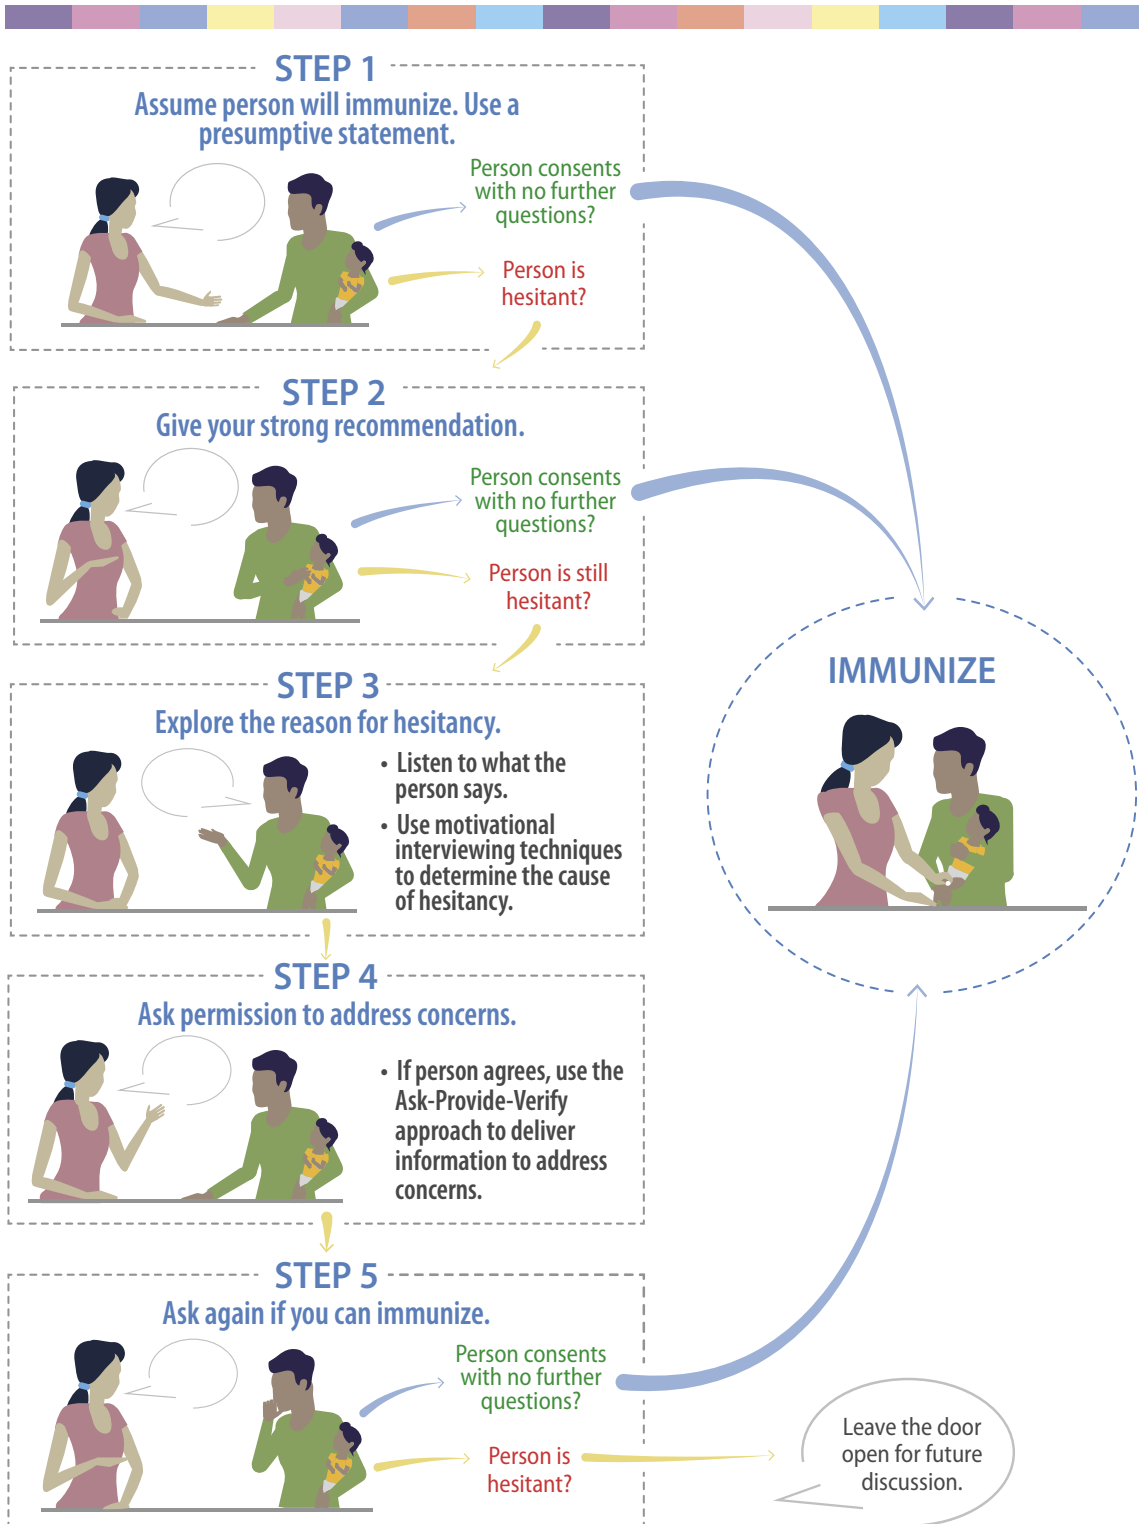 STEP 1
Assume person will immunize. Use a
presumptive statement.
Person consents
with no further
questions?
Person is
hesitant?
STEP 2
Give your strong recommendation.
Person consents
with no further
questions?
Person is still
hesitant?
STEP 3
Explore the reason for hesitancy.
• Listen to what the
person says.
• Use motivational
interviewing techniques
to determine the cause
of hesitancy.
IMMUNIZE
STEP 4
Ask permission to address concerns.
• If person agrees, use the
Ask-Provide-Verify
approach to deliver
information to address
concerns.
STEP 5
Ask again if you can immunize.
Person consents
with no further
questions?
Person is
hesitant?
Leave the door
open for future
discussion.